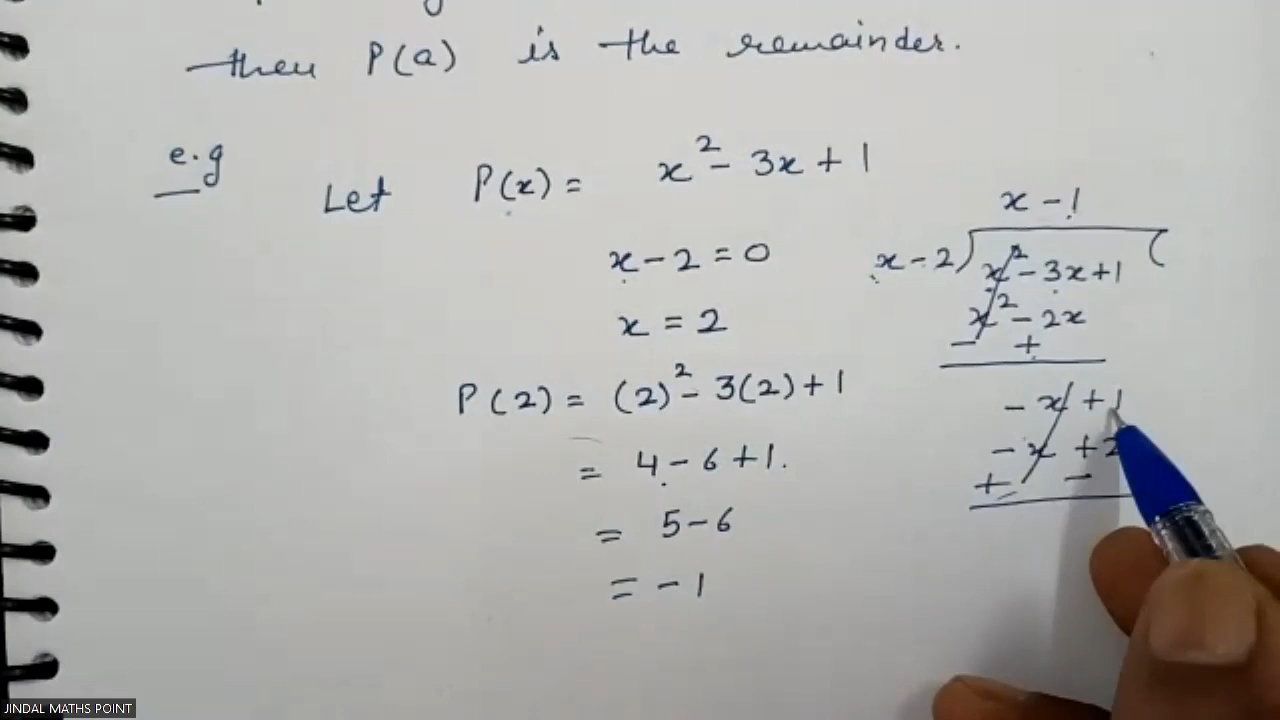 then P(a) is the remainder.
e.g
Let P(x) = x² - 3x + 1
x - 2 = 0
x = 2
P(2) = (2)² - 3(2) + 1
= 4 - 6 + 1.
= 5 - 6
= - 1
x - 1
x - 2) x² - 3x + 1 (
x² - 2x
- +
- x + 1
- x + 2
+ -
JINDAL MATHS POINT